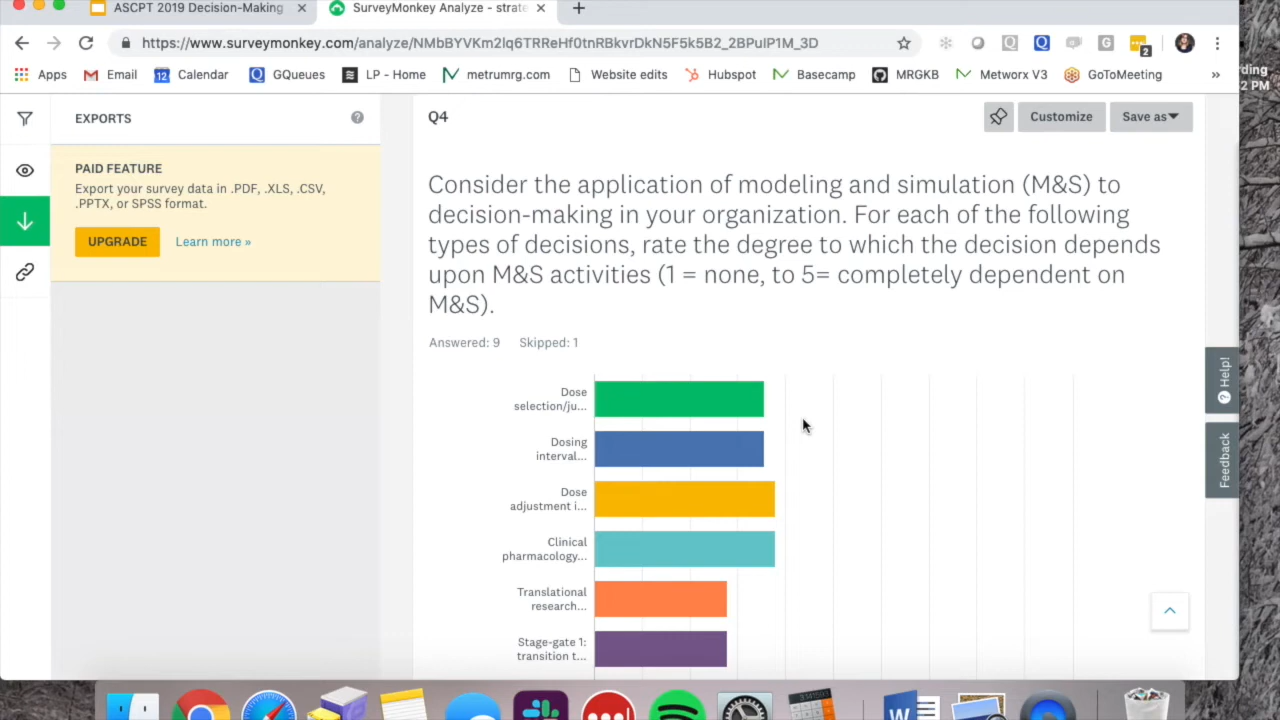 ASCPT 2019 Decision-Making
SurveyMonkey Analyze - strate
https://www.surveymonkey.com/analyze/NMbBYVKm2lq6TRReHf0tnRBkvrDkN5F5k5B2_2BPuIP1M_3D
2
Apps
Email
12
Calendar
GQueues
LP - Home
metrumrg.com
Website edits
Hubspot
Basecamp
MRGKB
Metworx V3
GoToMeeting
»
ding
2 PM
EXPORTS
?
PAID FEATURE
Export your survey data in .PDF, .XLS, .CSV,
.PPTX, or SPSS format.
UPGRADE
Learn more »
Q4
Customize
Save as
Consider the application of modeling and simulation (M&S) to
decision-making in your organization. For each of the following
types of decisions, rate the degree to which the decision depends
upon M&S activities (1 = none, to 5= completely dependent on
M&S).
Answered: 9 Skipped: 1
Dose
selection/ju...
Dosing
interval...
Dose
adjustment i...
Clinical
pharmacology...
Translational
research...
Stage-gate 1:
transition t...
? Help!
Feedback